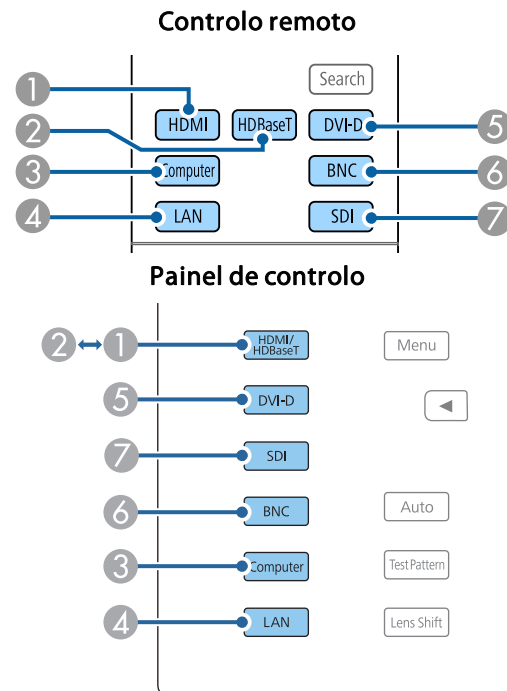 Controlo remoto
Search
1
HDMI
HDBaseT
DVI-D
5
2
3
Computer
BNC
6
4
LAN
SDI
7
Painel de controlo
2 ↔ 1
HDMI/
HDBaseT
Menu
5
DVI-D
◀
7
SDI
6
BNC
Auto
3
Computer
Test Pattern
4
LAN
Lens Shift